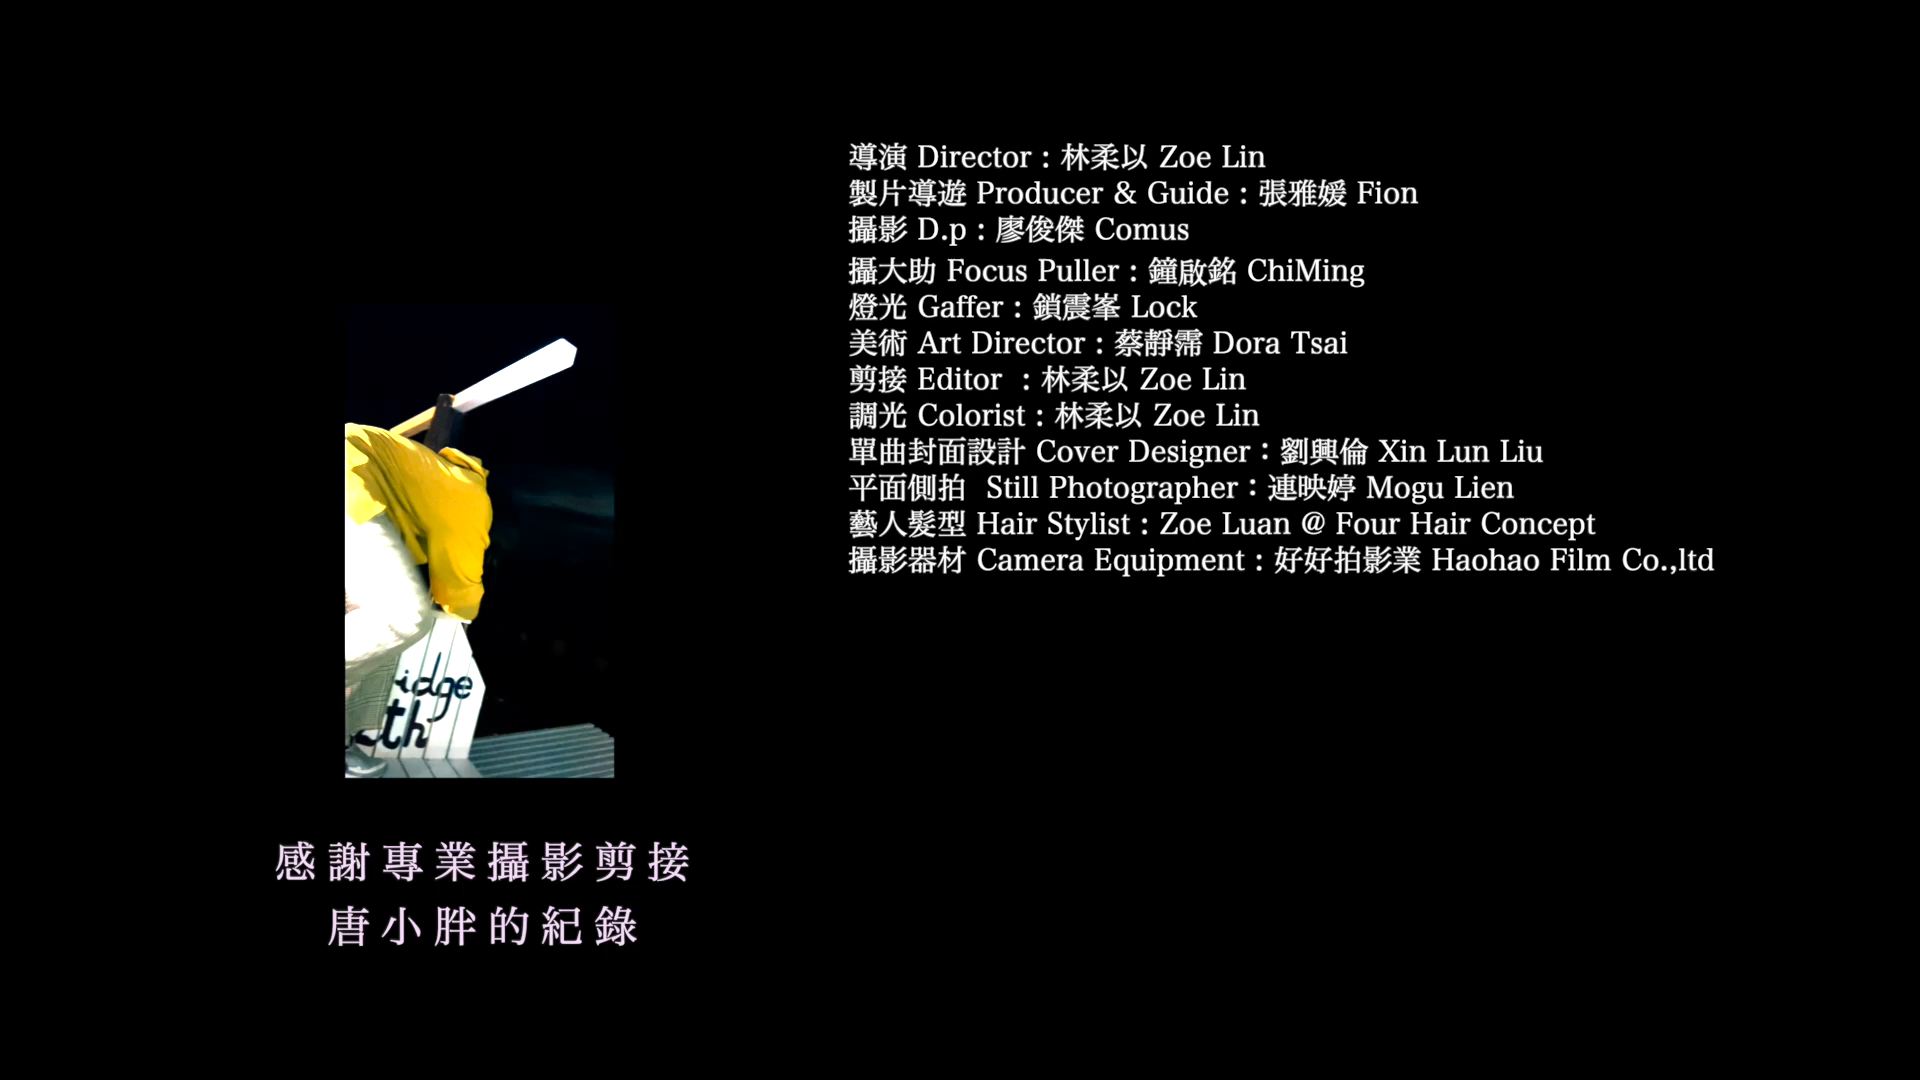 導演 Director : 林柔以 Zoe Lin
製片導遊 Producer & Guide : 張雅媛 Fion
攝影 D.p : 廖俊傑 Comus
攝大助 Focus Puller : 鐘啟銘 ChiMing
燈光 Gaffer : 鎖震峯 Lock
美術 Art Director : 蔡靜霈 Dora Tsai
剪接 Editor : 林柔以 Zoe Lin
調光 Colorist : 林柔以 Zoe Lin
單曲封面設計 Cover Designer：劉興倫 Xin Lun Liu
平面側拍 Still Photographer：連映婷 Mogu Lien
藝人髮型 Hair Stylist : Zoe Luan @ Four Hair Concept
攝影器材 Camera Equipment : 好好拍影業 Haohao Film Co.,ltd
idge
th
感謝專業攝影剪接
唐小胖的紀錄